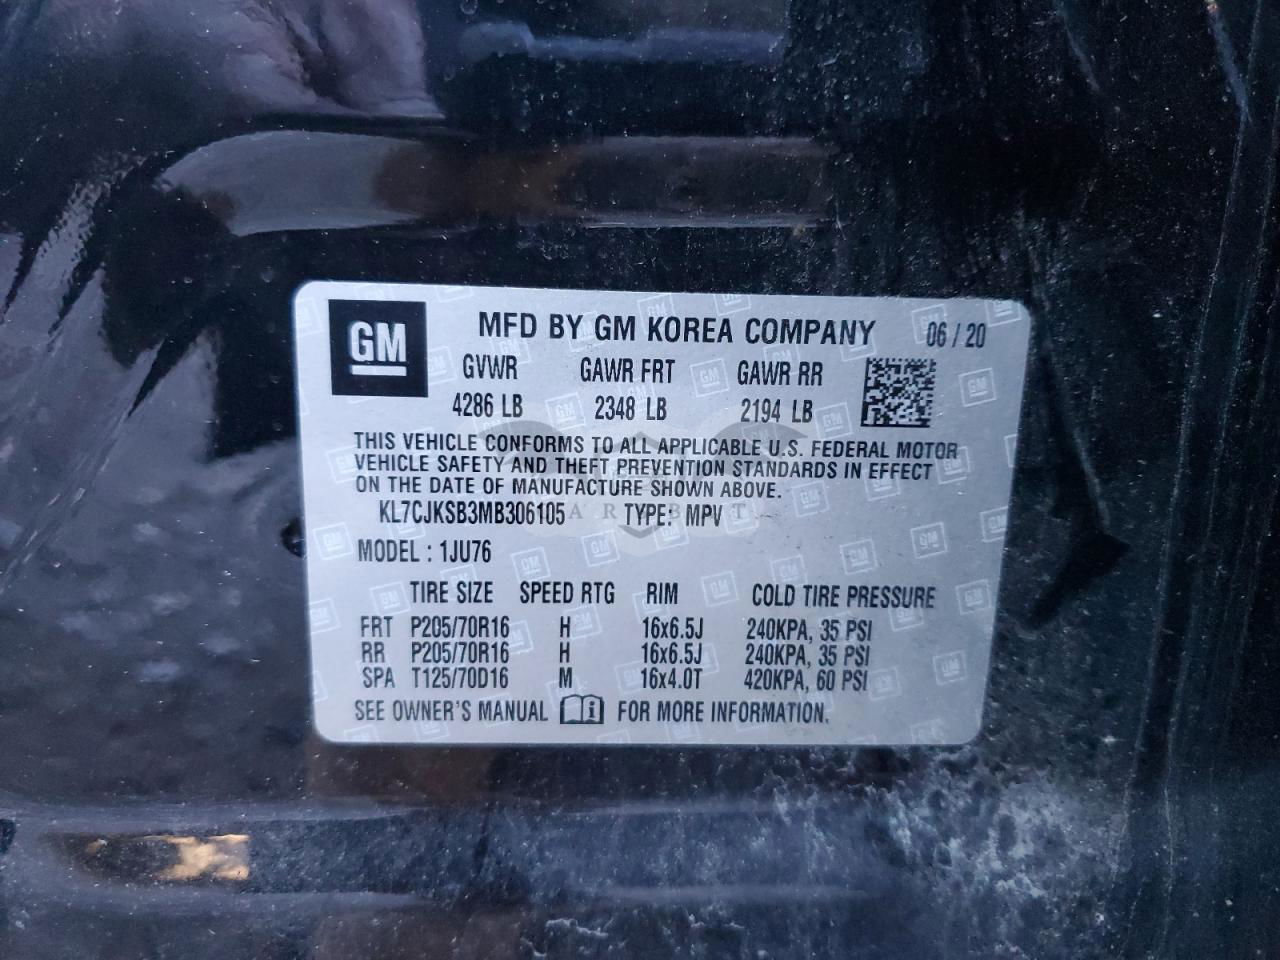 GM MFD BY GM KOREA COMPANY 06/20
GVWR GAWR FRT GAWR RR
4286 LB 2348 LB 2194 LB
THIS VEHICLE CONFORMS TO ALL APPLICABLE U.S. FEDERAL MOTOR
VEHICLE SAFETY AND THEFT PREVENTION STANDARDS IN EFFECT
ON THE DATE OF MANUFACTURE SHOWN ABOVE.
KL7CJKSB3MB306105 TYPE: MPV
MODEL : 1JU76
TIRE SIZE SPEED RTG RIM COLD TIRE PRESSURE
FRT P205/70R16 H 16x6.5J 240KPA, 35 PSI
RR P205/70R16 H 16x6.5J 240KPA, 35 PSI
SPA T125/70D16 M 16x4.0T 420KPA, 60 PSI
SEE OWNER'S MANUAL i FOR MORE INFORMATION.